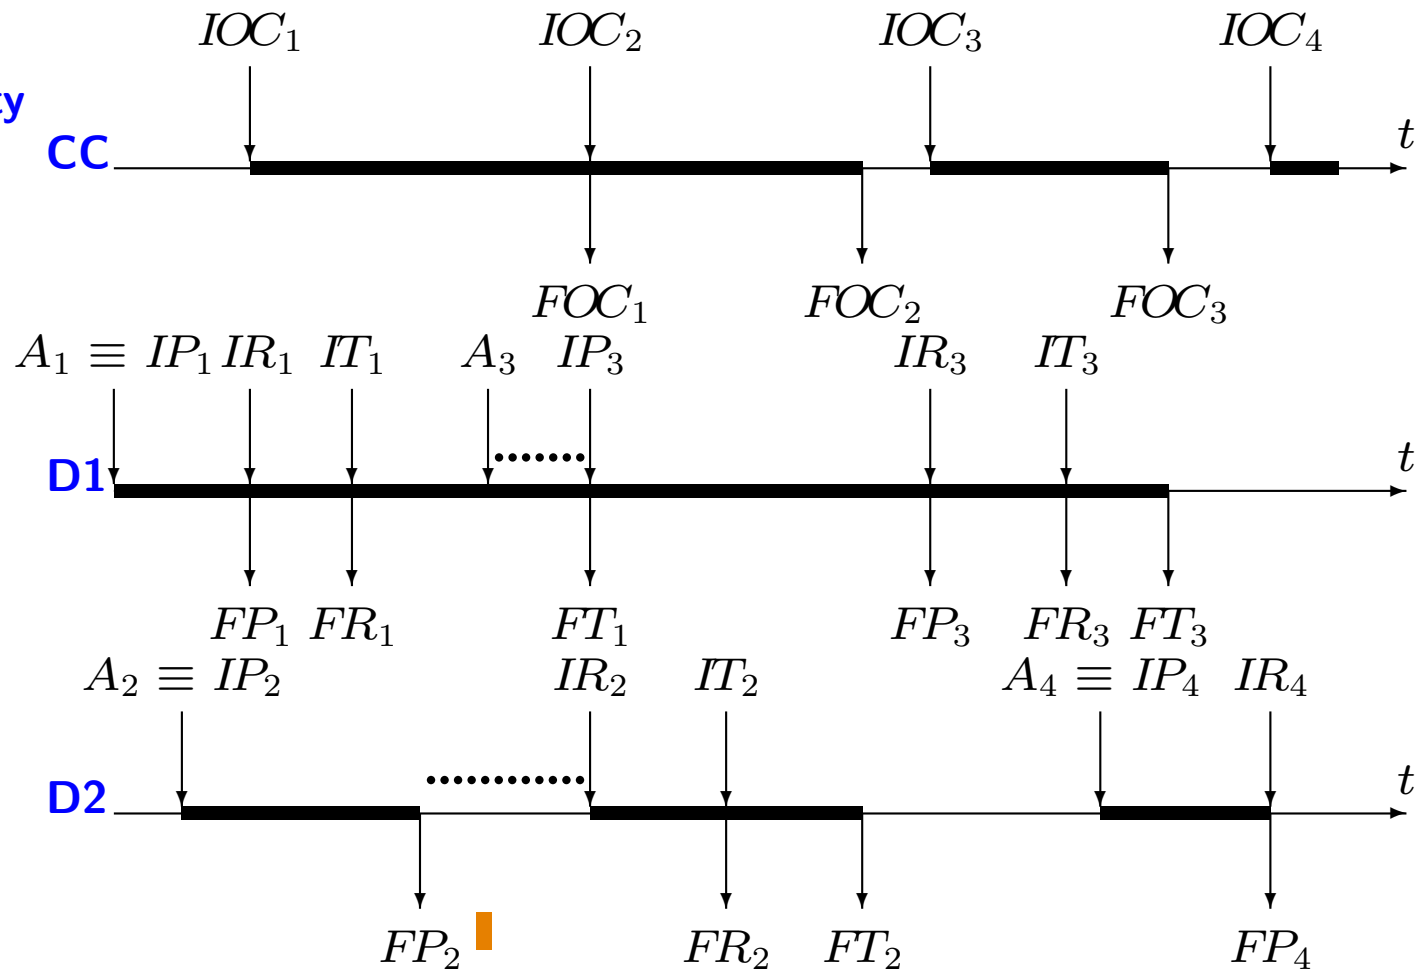 IOC₁ IOC₂ IOC₃ IOC₄
ty
CC t
FOC₁ FOC₂ FOC₃
A₁ ≡ IP₁ IR₁ IT₁ A₃ IP₃ IR₃ IT₃
D1 t
FP₁ FR₁ FT₁ FP₃ FR₃ FT₃
A₂ ≡ IP₂ IR₂ IT₂ A₄ ≡ IP₄ IR₄
D2 t
FP₂ FR₂ FT₂ FP₄